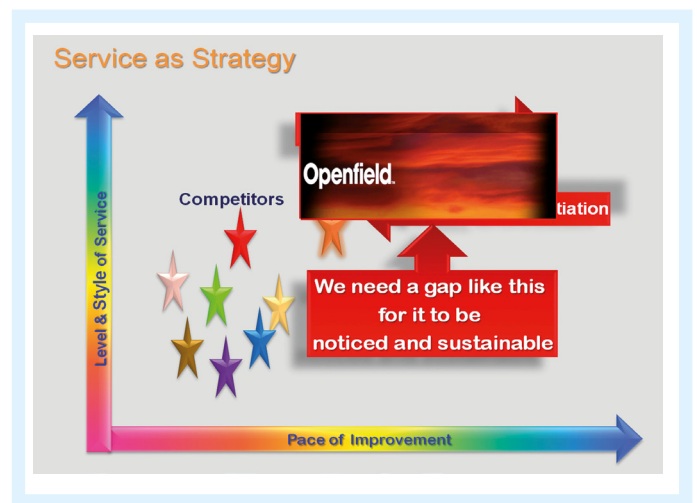 Service as Strategy
Level & Style of Service
Competitors
Openfield.
We need a gap like this
for it to be
noticed and sustainable
Pace of Improvement